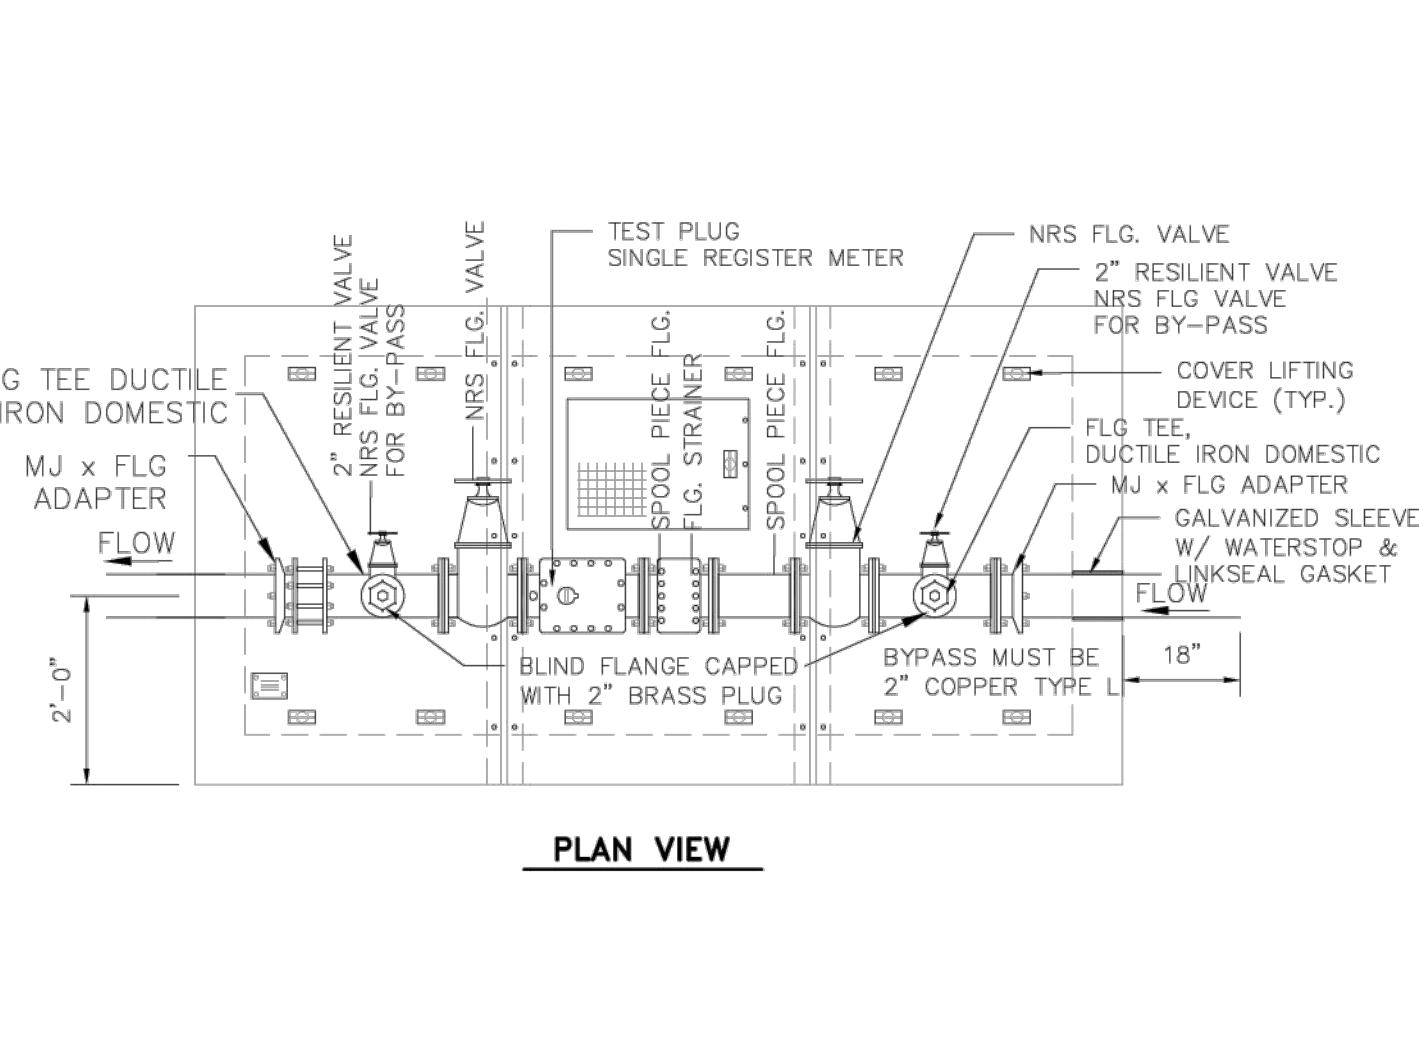 TEST PLUG
SINGLE REGISTER METER
NRS FLG. VALVE
2" RESILIENT VALVE
NRS FLG VALVE
FOR BY-PASS
COVER LIFTING
DEVICE (TYP.)
FLG TEE,
DUCTILE IRON DOMESTIC
MJ x FLG ADAPTER
GALVANIZED SLEEVE
W/ WATERSTOP &
LINKSEAL GASKET
FLOW
18"
2" RESILIENT VALVE
NRS FLG. VALVE
FOR BY-PASS
NRS FLG. VALVE
SPOOL PIECE FLG.
FLG. STRAINER
SPOOL PIECE FLG.
G TEE DUCTILE
IRON DOMESTIC
MJ x FLG
ADAPTER
FLOW
2'-0"
BLIND FLANGE CAPPED
WITH 2" BRASS PLUG
BYPASS MUST BE
2" COPPER TYPE L
PLAN VIEW